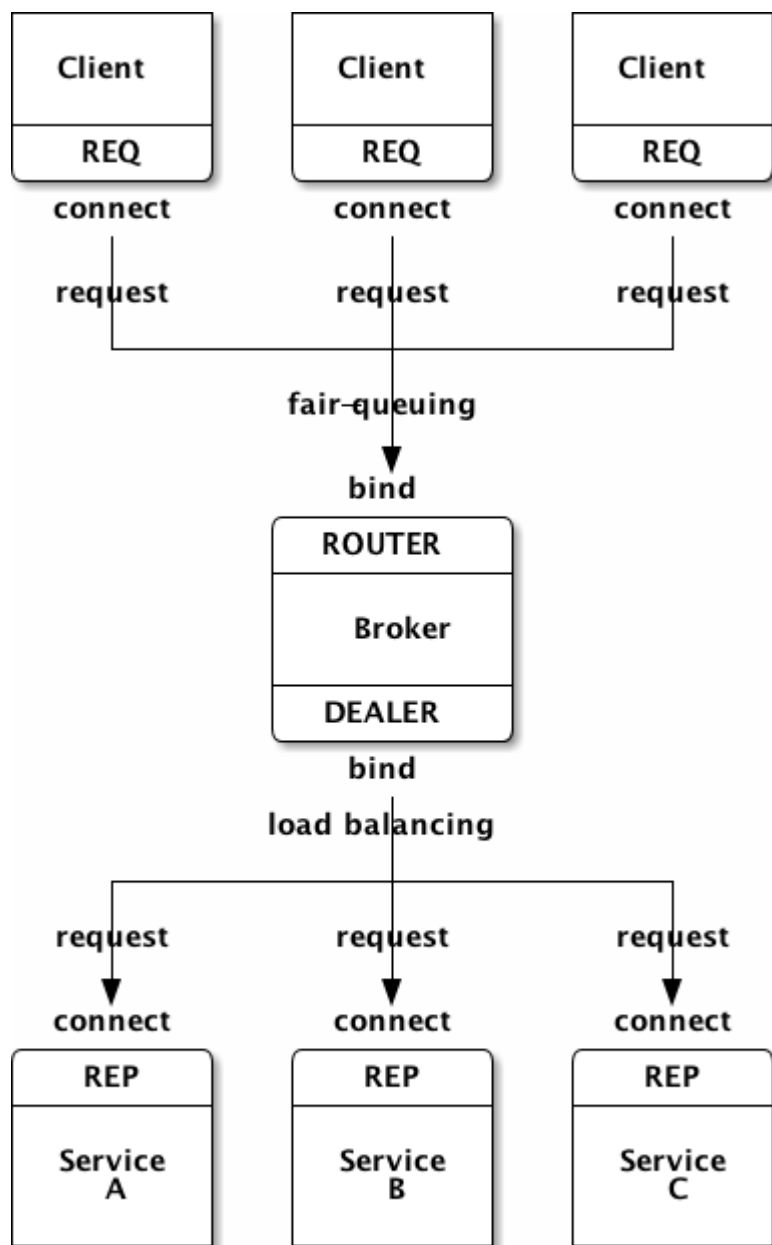 Client Client Client
REQ REQ REQ
connect connect connect
request request request
fair-queuing
bind
ROUTER
Broker
DEALER
bind
load balancing
request request request
connect connect connect
REP REP REP
Service Service Service
A B C